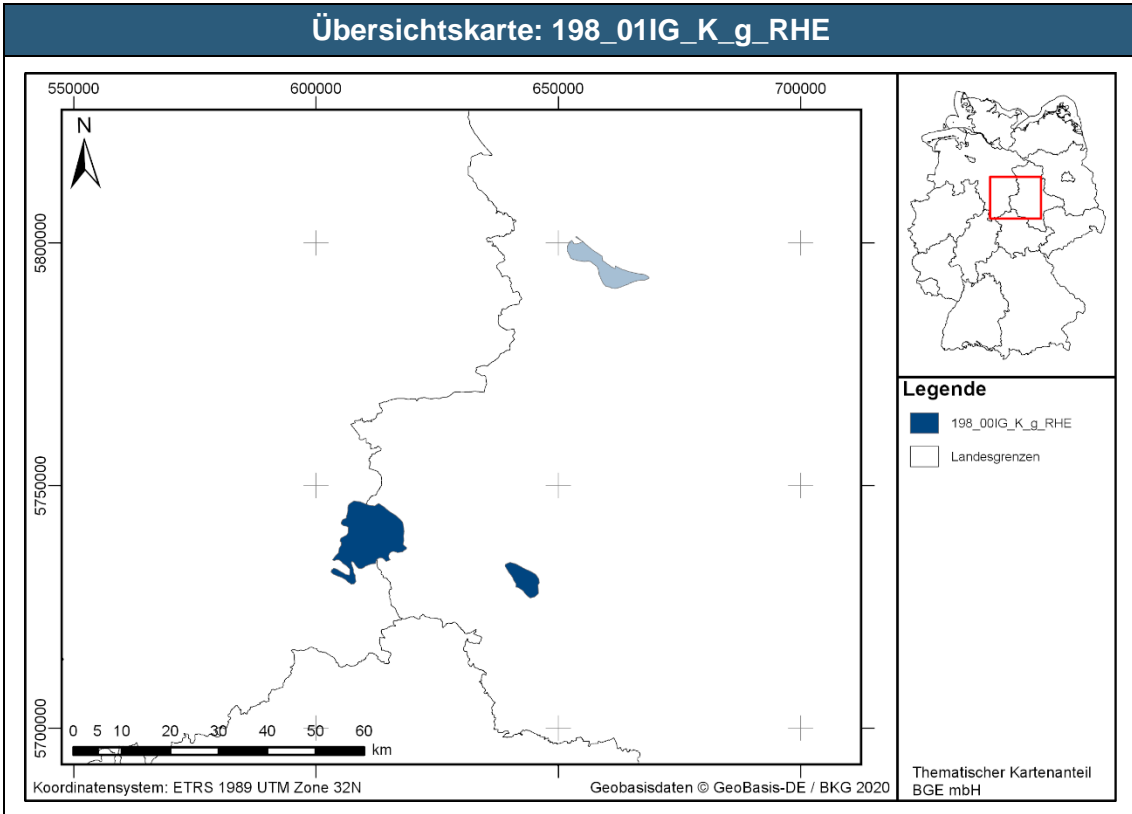 Übersichtskarte: 198_01IG_K_g_RHE
550000 600000 650000 700000
N
5800000
5750000
5700000
0 5 10 20 30 40 50 60
km
Koordinatensystem: ETRS 1989 UTM Zone 32N
Geobasisdaten © GeoBasis-DE / BKG 2020
Legende
198_00IG_K_g_RHE
Landesgrenzen
Thematischer Kartenanteil
BGE mbH